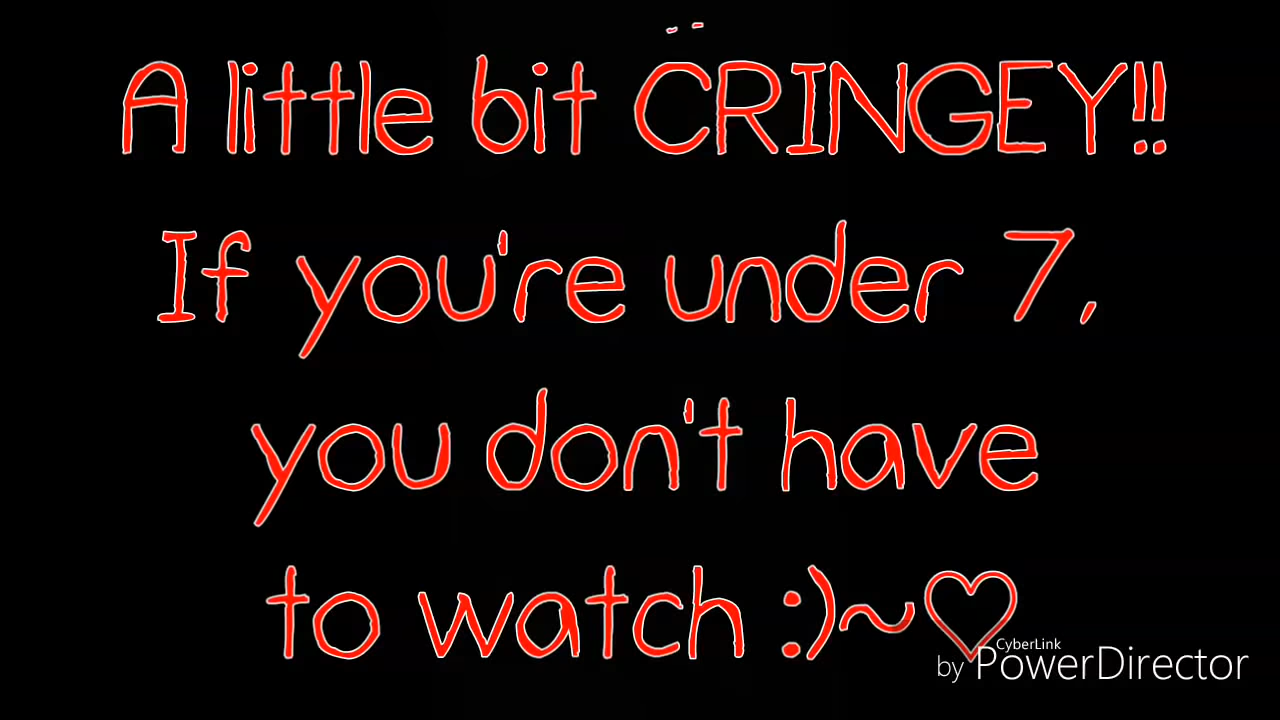 A little bit CRINGEY!!
If you're under 7,
you don't have
to watch :)~♡
CyberLink
by PowerDirector